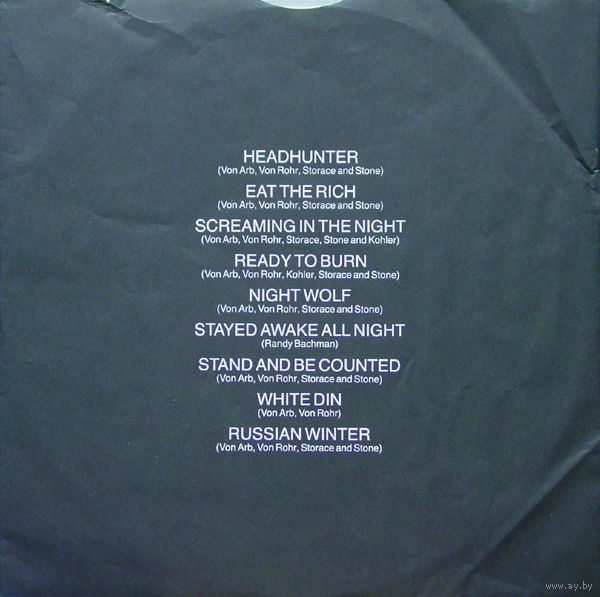 HEADHUNTER
(Von Arb, Von Rohr, Storace and Stone)
EAT THE RICH
(Von Arb, Von Rohr, Storace and Stone)
SCREAMING IN THE NIGHT
(Von Arb, Von Rohr, Storace, Stone and Kohler)
READY TO BURN
(Von Arb, Von Rohr, Kohler, Storace and Stone)
NIGHT WOLF
(Von Arb, Von Rohr, Storace and Stone)
STAYED AWAKE ALL NIGHT
(Randy Bachman)
STAND AND BE COUNTED
(Von Arb, Von Rohr, Storace and Stone)
WHITE DIN
(Von Arb, Von Rohr)
RUSSIAN WINTER
(Von Arb, Von Rohr, Storace and Stone)
www.ay.by